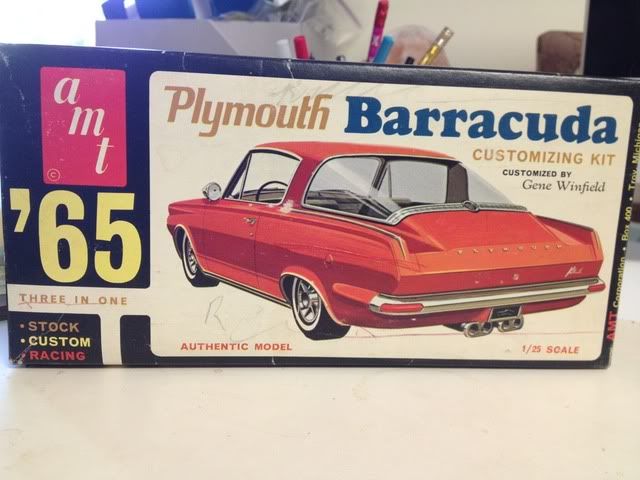 amt
©
'65
THREE IN ONE
• STOCK
• CUSTOM
RACING
Plymouth Barracuda
CUSTOMIZING KIT
CUSTOMIZED BY
Gene Winfield
PLYMOUTH
AUTHENTIC MODEL
1/25 SCALE
AMT Corporation • Box 400 • Troy, Michigan